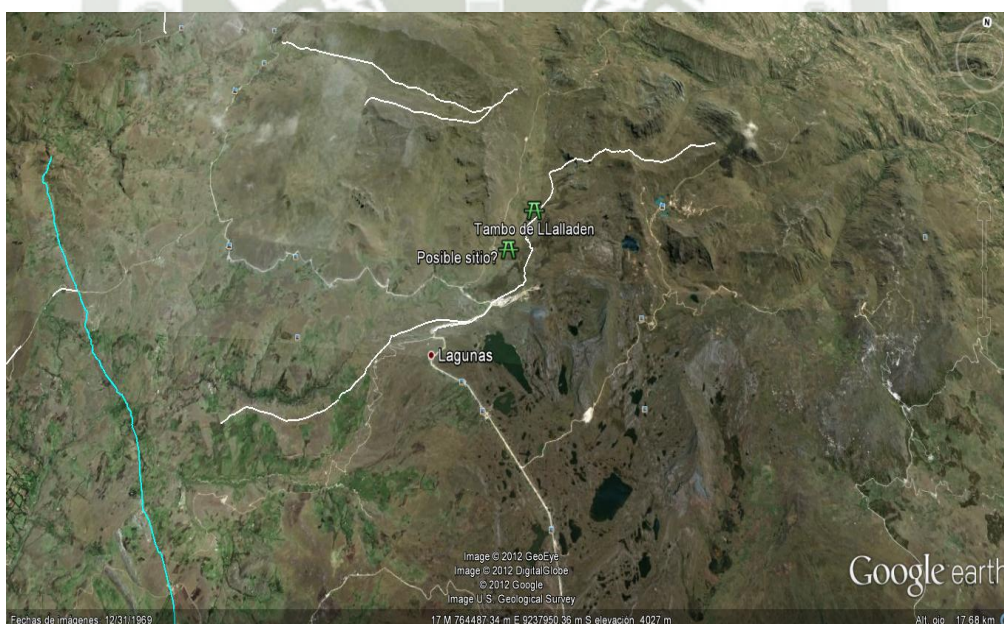 N
Tambo de LLalladen
Posible sitio?
Lagunas
Image © 2012 GeoEye
Image © 2012 DigitalGlobe
© 2012 Google
Image U.S. Geological Survey
Google earth
Fechas de imágenes: 12/31/1969
17 M 764487.34 m E 9237950.36 m S elevación 4027 m
Alt. ojo 17.68 km